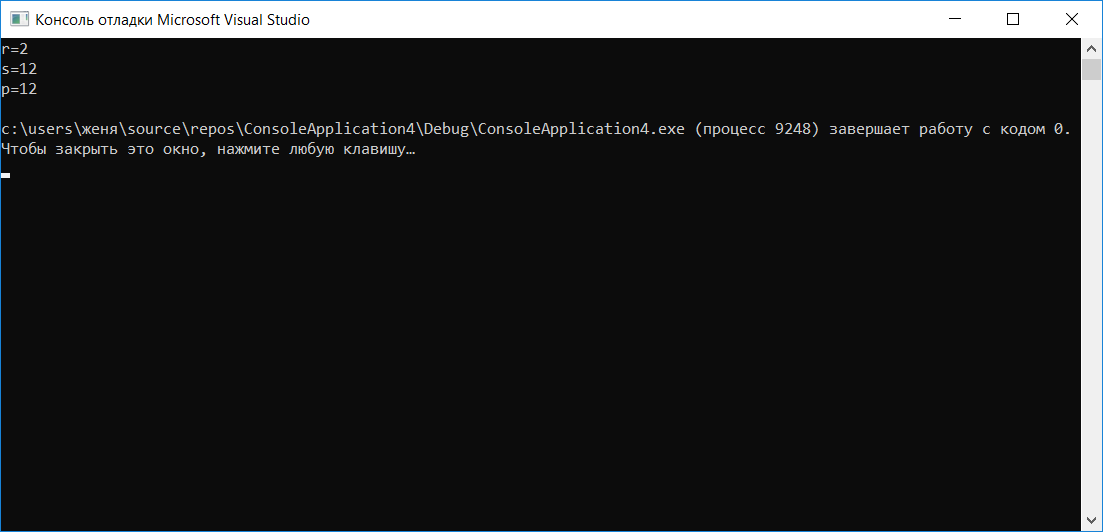 Консоль отладки Microsoft Visual Studio
r=2
s=12
p=12
c:\users\женя\source\repos\ConsoleApplication4\Debug\ConsoleApplication4.exe (процесс 9248) завершает работу с кодом 0.
Чтобы закрыть это окно, нажмите любую клавишу…